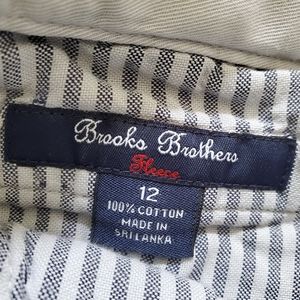 Brooks Brothers
Fleece
12
100% COTTON
MADE IN
SRI LANKA